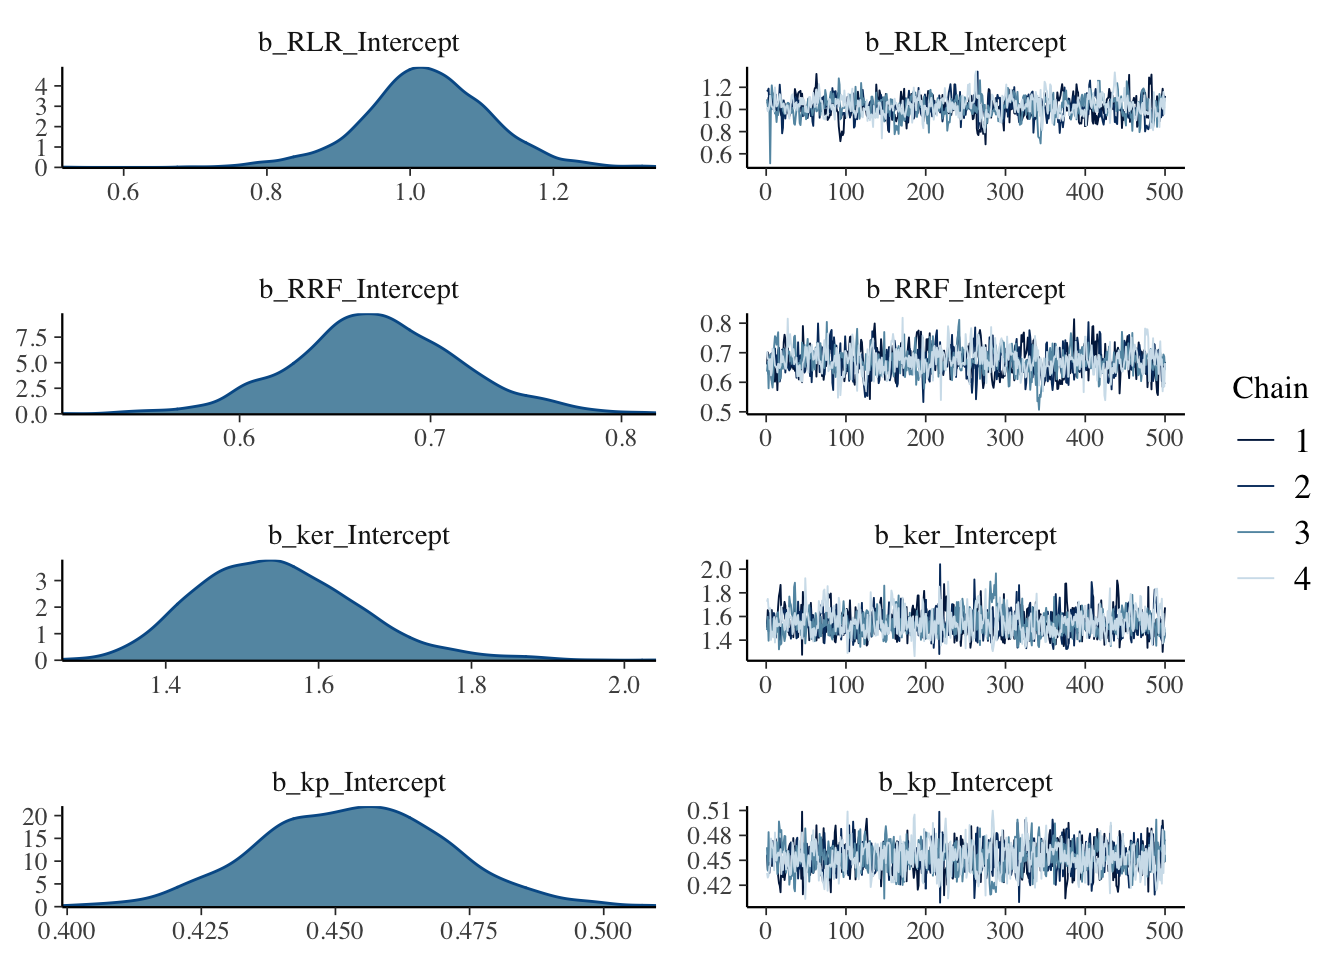 b_RLR_Intercept b_RLR_Intercept
4
3
2
1
0
0.6 0.8 1.0 1.2
1.2
1.0
0.8
0.6
0 100 200 300 400 500
b_RRF_Intercept b_RRF_Intercept
7.5
5.0
2.5
0.0
0.6 0.7 0.8
0.8
0.7
0.6
0.5
0 100 200 300 400 500
b_ker_Intercept b_ker_Intercept
3
2
1
0
1.4 1.6 1.8 2.0
2.0
1.8
1.6
1.4
0 100 200 300 400 500
b_kp_Intercept b_kp_Intercept
20
15
10
5
0
0.400 0.425 0.450 0.475 0.500
0.51
0.48
0.45
0.42
0 100 200 300 400 500
Chain
1
2
3
4